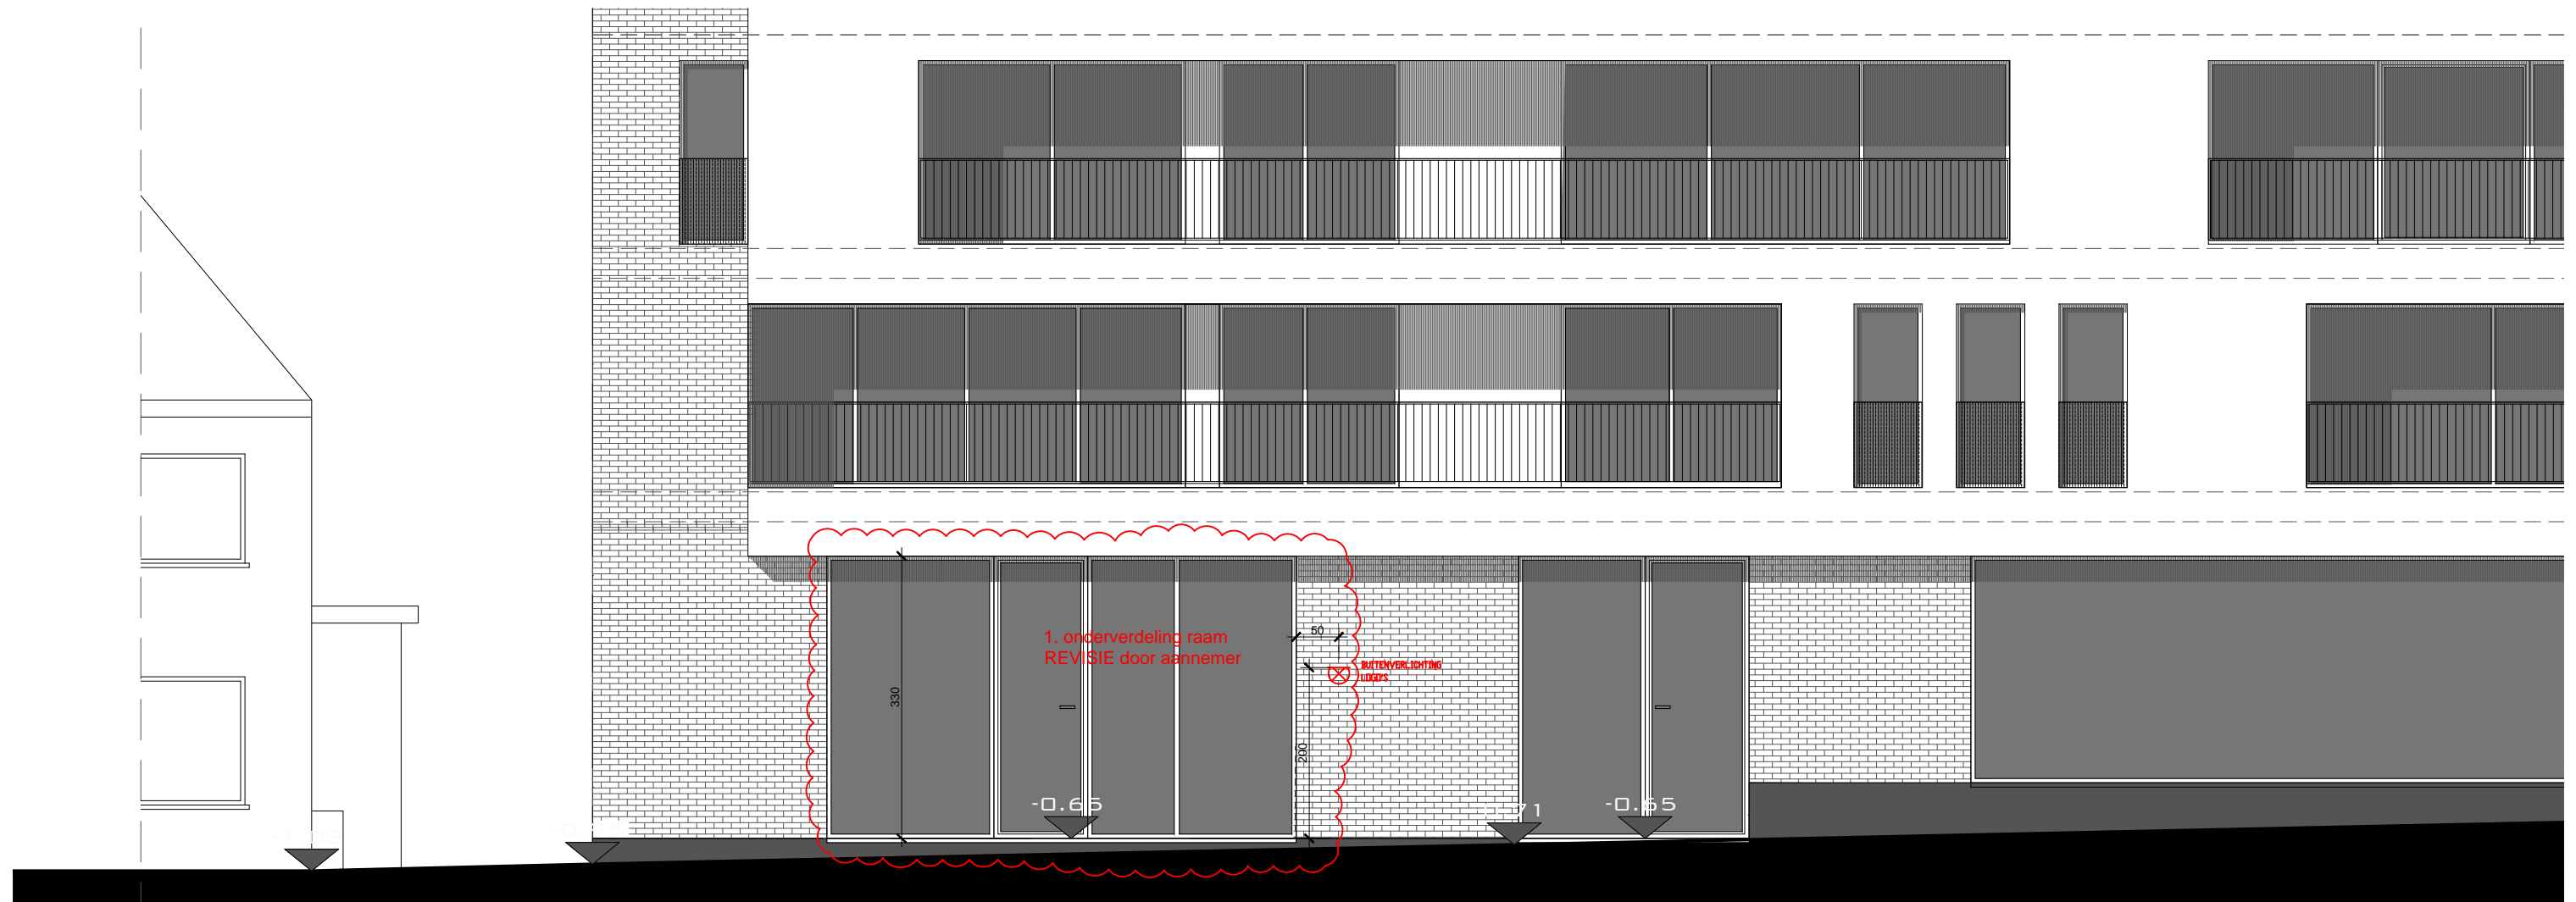 1. onderverdeling raam
REVISIE door aannemer
50
BUITENVERLICHTING
330
200
-0.65
-0.65